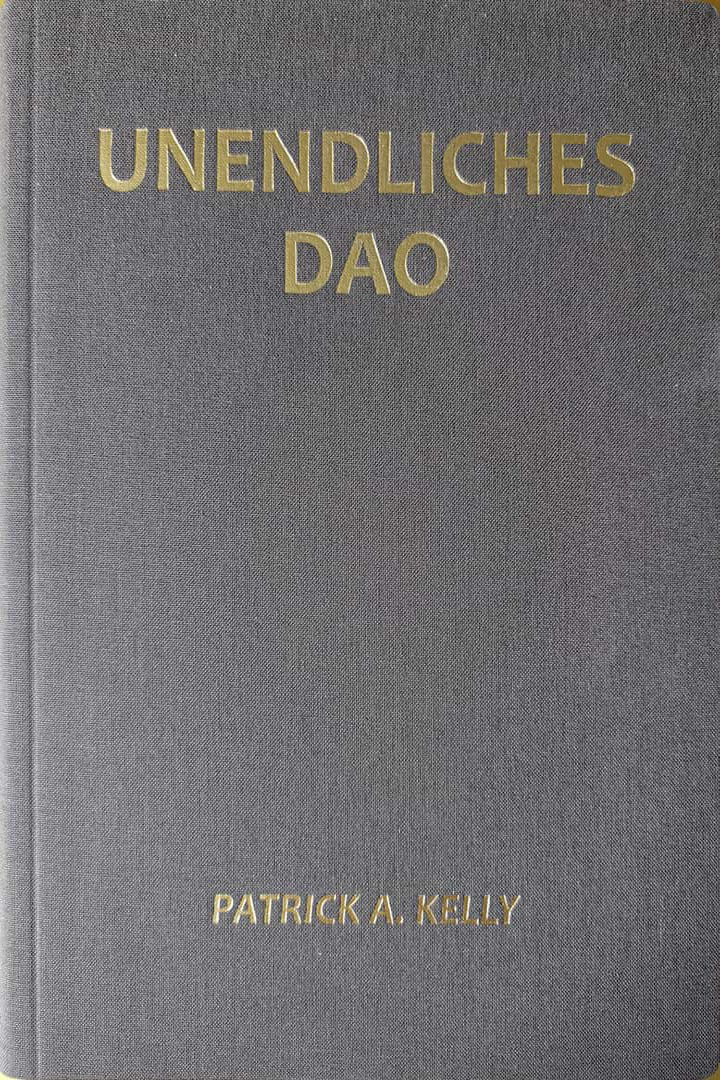 UNENDLICHES
DAO
PATRICK A. KELLY